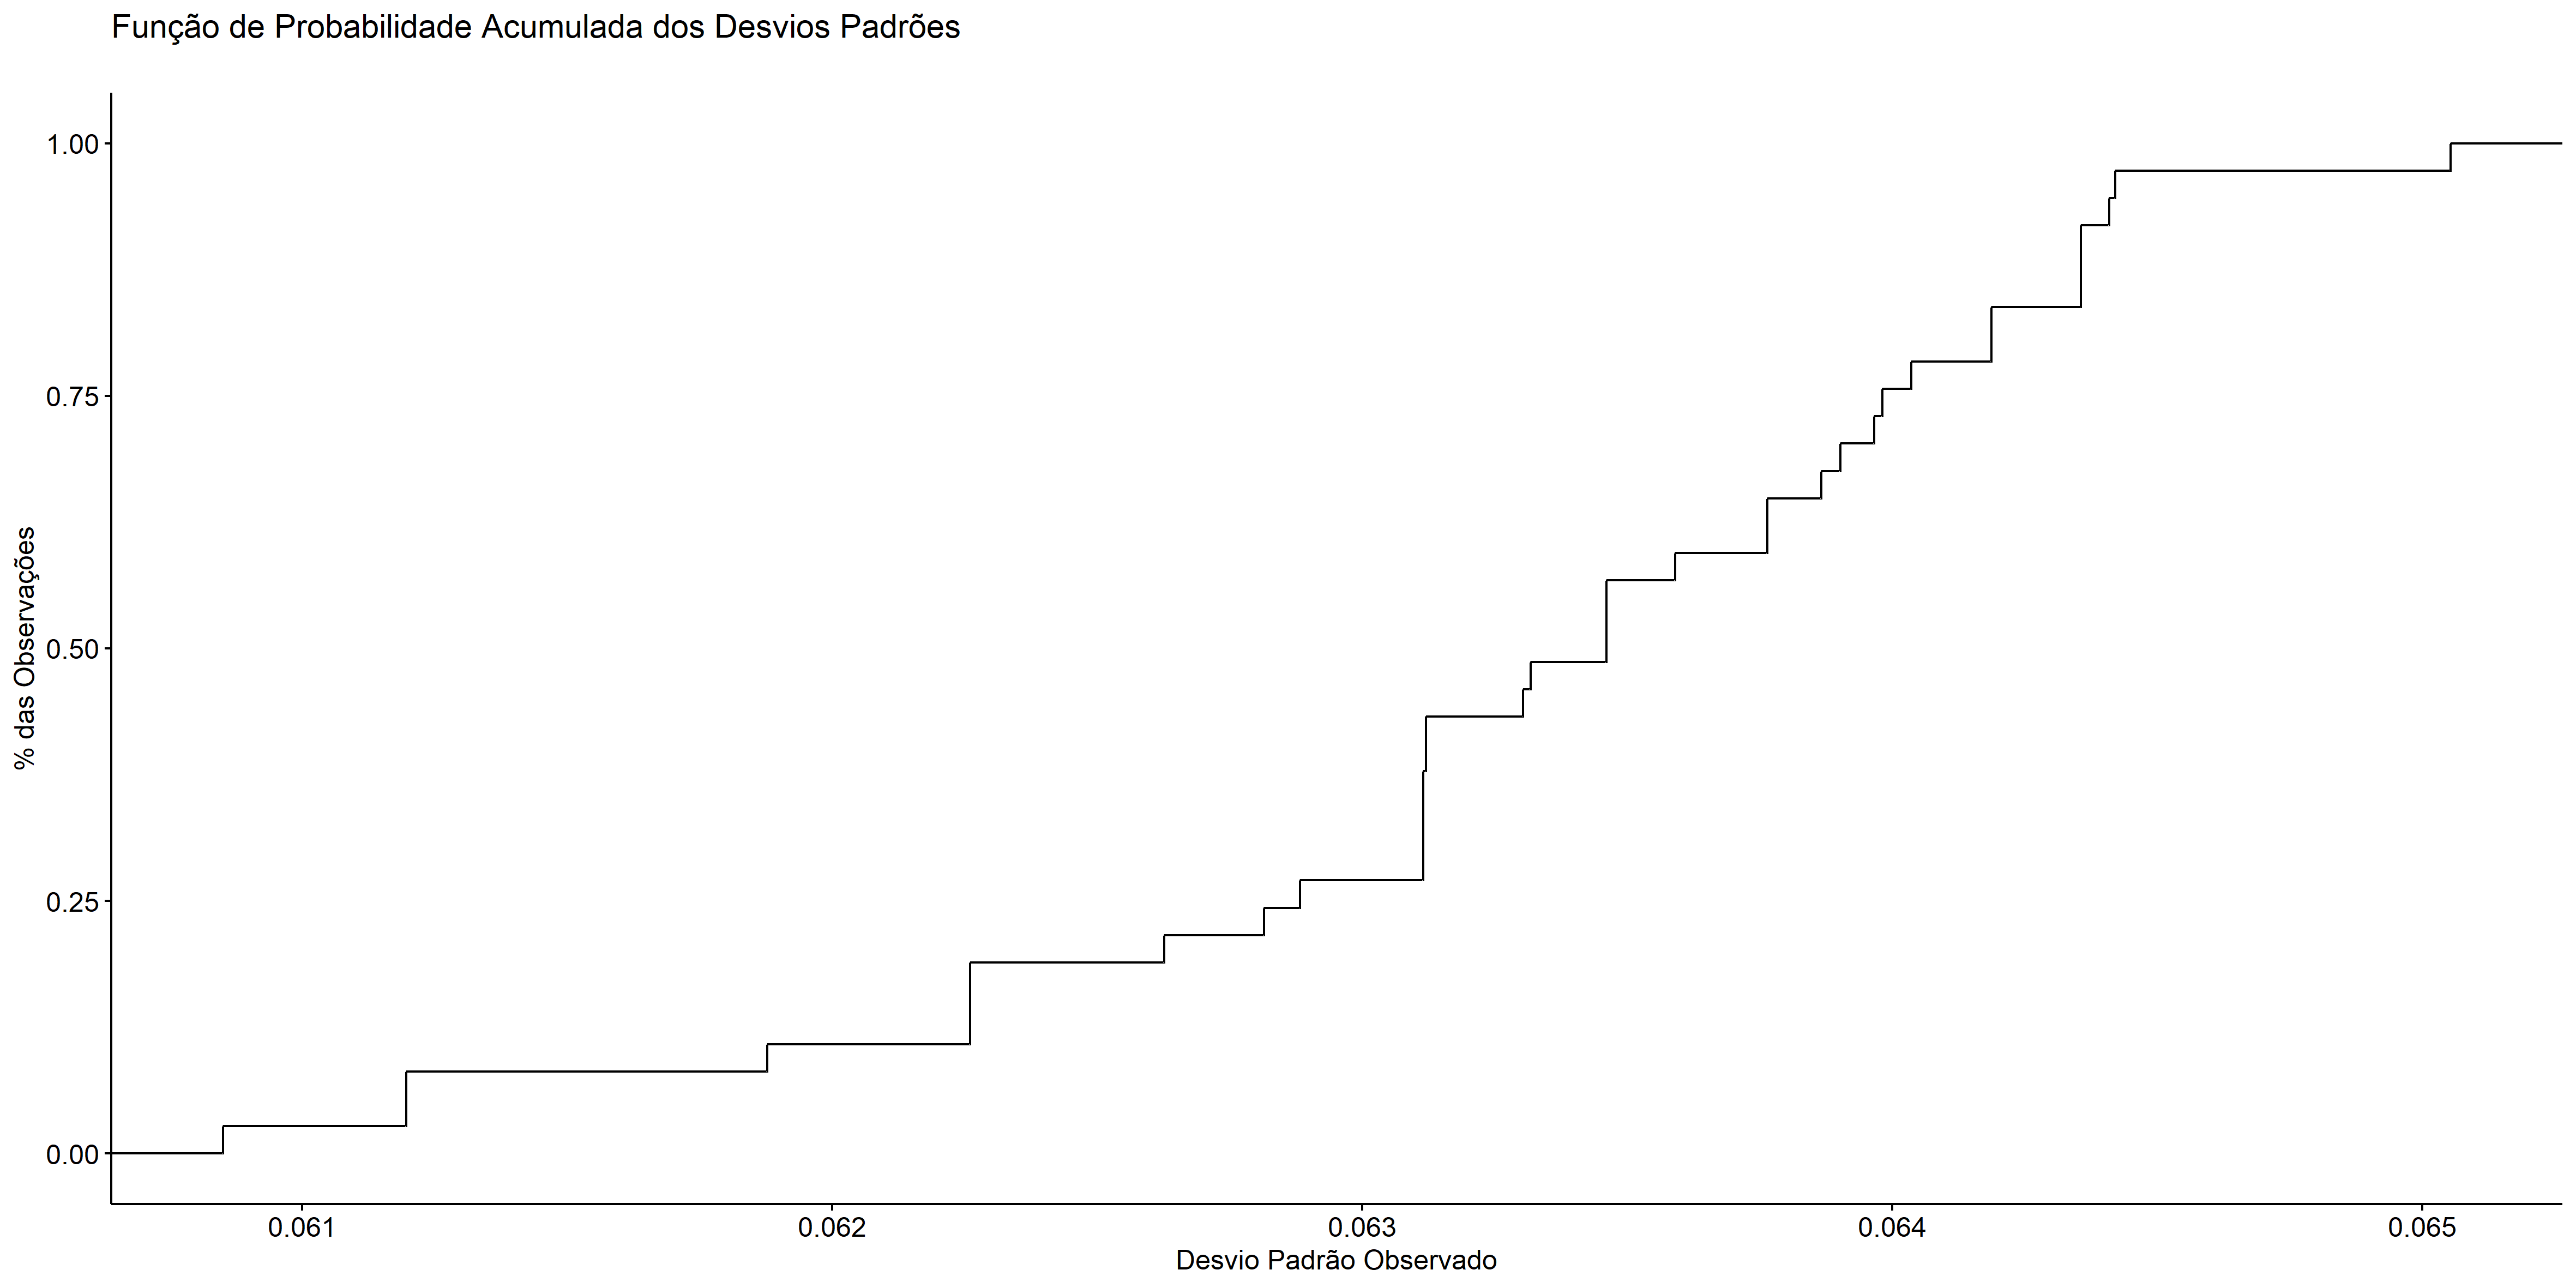 Função de Probabilidade Acumulada dos Desvios Padrões
1.00
0.75
0.50
0.25
0.00
% das Observações
0.061 0.062 0.063 0.064 0.065
Desvio Padrão Observado